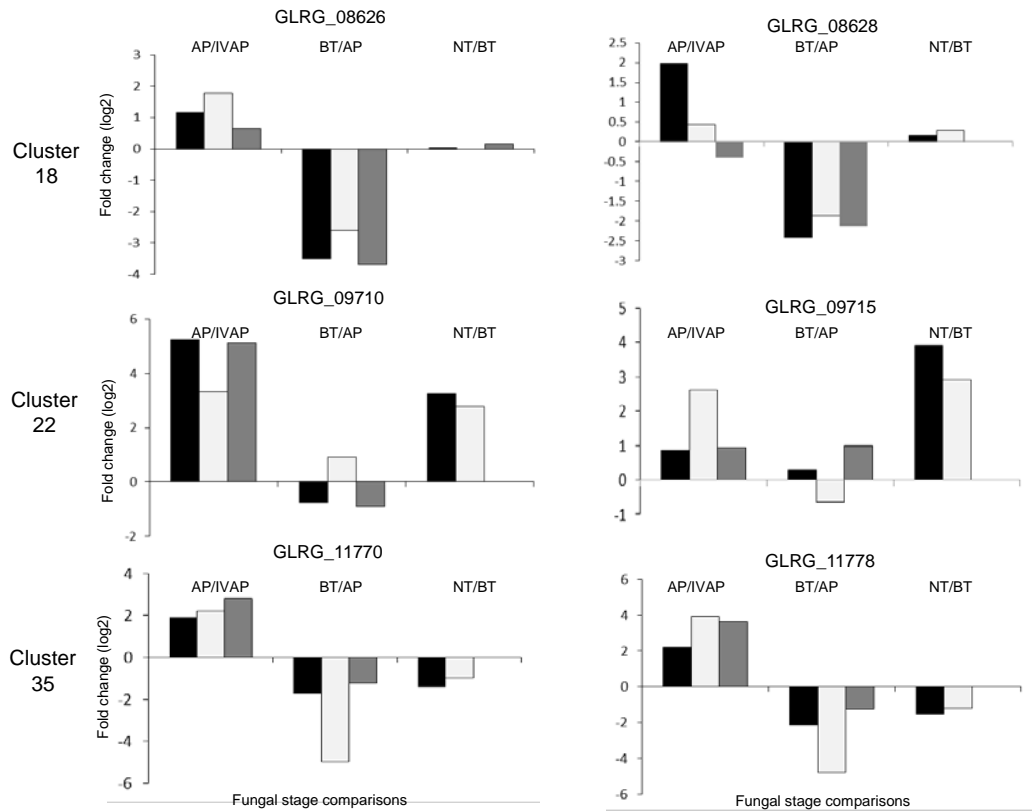 GLRG_08626
AP/IVAP BT/AP NT/BT
Cluster
18
Fold change (log2)
3
2
1
0
-1
-2
-3
-4
GLRG_08628
AP/IVAP BT/AP NT/BT
2.5
2
1.5
1
0.5
0
-0.5
-1
-1.5
-2
-2.5
-3
GLRG_09710
AP/IVAP BT/AP NT/BT
Cluster
22
Fold change (log2)
6
4
2
0
-2
GLRG_09715
AP/IVAP BT/AP NT/BT
5
4
3
2
1
0
-1
GLRG_11770
AP/IVAP BT/AP NT/BT
Cluster
35
Fold change (log2)
4
2
0
-2
-4
-6
Fungal stage comparisons
GLRG_11778
AP/IVAP BT/AP NT/BT
6
4
2
0
-2
-4
-6
Fungal stage comparisons